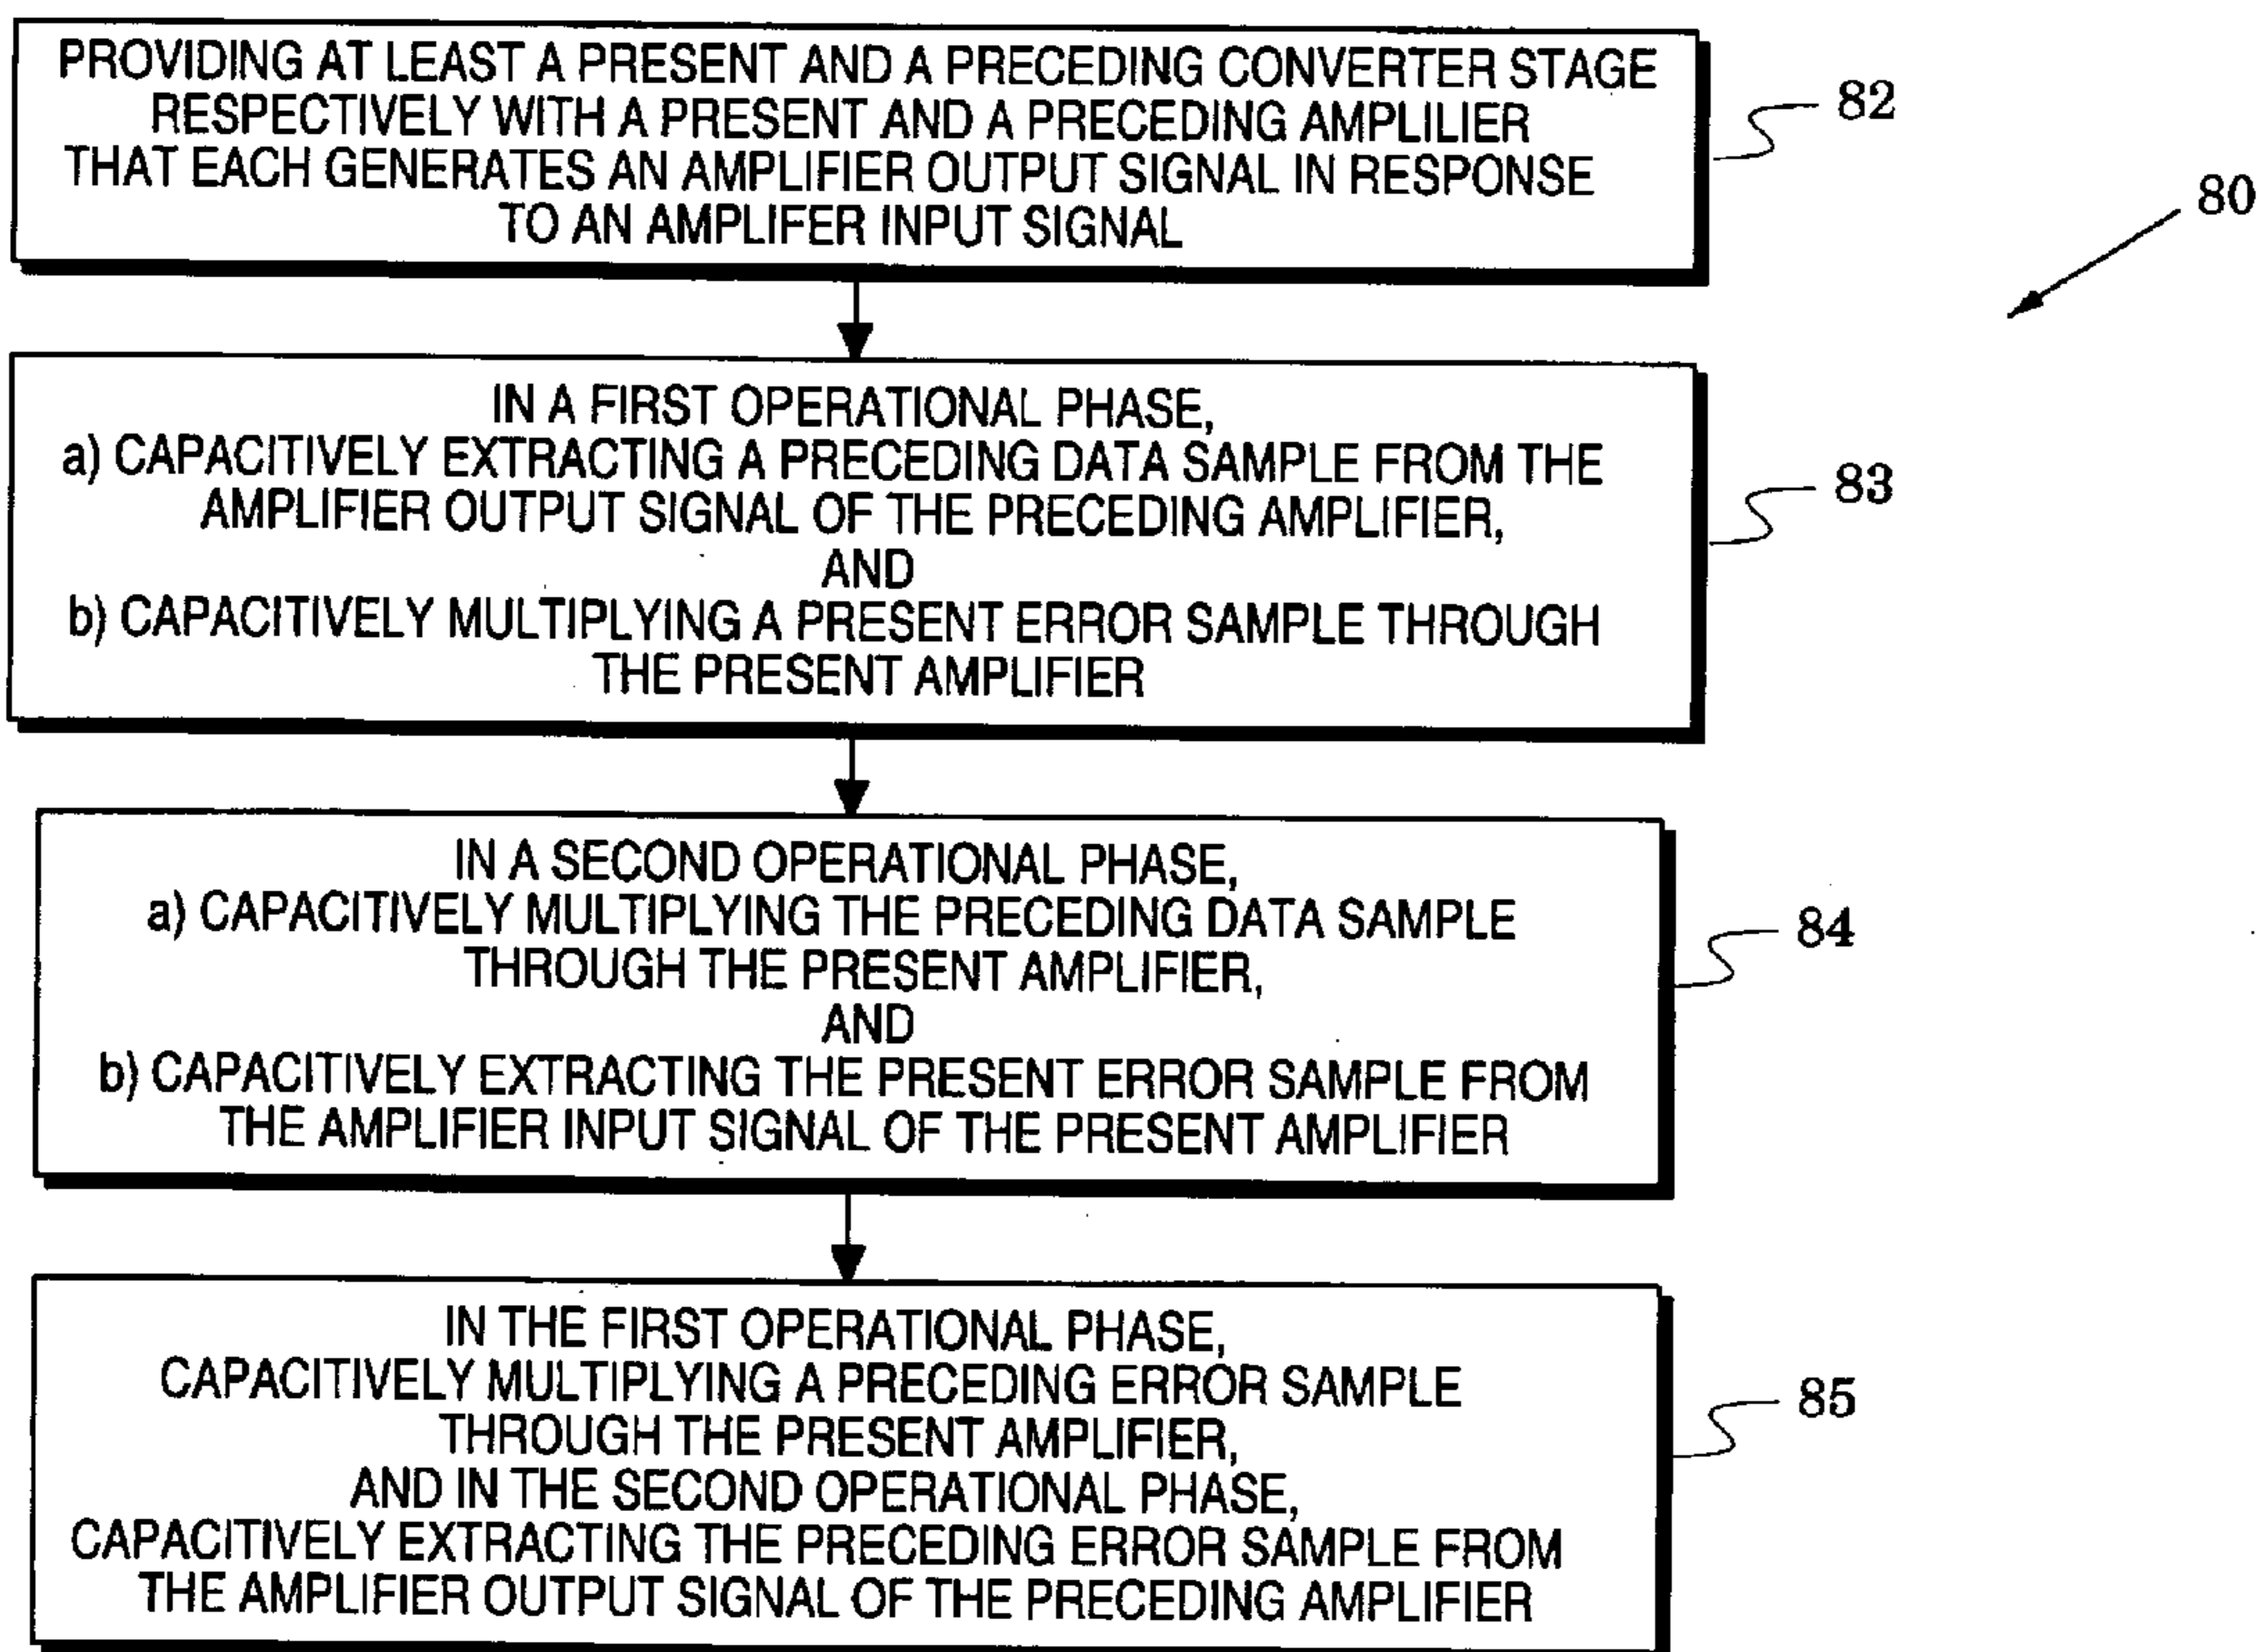 PROVIDING AT LEAST A PRESENT AND A PRECEDING CONVERTER STAGE
RESPECTIVELY WITH A PRESENT AND A PRECEDING AMPLILIER
THAT EACH GENERATES AN AMPLIFIER OUTPUT SIGNAL IN RESPONSE
TO AN AMPLIFER INPUT SIGNAL
82
80
IN A FIRST OPERATIONAL PHASE,
a) CAPACITIVELY EXTRACTING A PRECEDING DATA SAMPLE FROM THE
AMPLIFIER OUTPUT SIGNAL OF THE PRECEDING AMPLIFIER,
AND
b) CAPACITIVELY MULTIPLYING A PRESENT ERROR SAMPLE THROUGH
THE PRESENT AMPLIFIER
83
IN A SECOND OPERATIONAL PHASE,
a) CAPACITIVELY MULTIPLYING THE PRECEDING DATA SAMPLE
THROUGH THE PRESENT AMPLIFIER,
AND
b) CAPACITIVELY EXTRACTING THE PRESENT ERROR SAMPLE FROM
THE AMPLIFIER INPUT SIGNAL OF THE PRESENT AMPLIFIER
84
IN THE FIRST OPERATIONAL PHASE,
CAPACITIVELY MULTIPLYING A PRECEDING ERROR SAMPLE
THROUGH THE PRESENT AMPLIFIER,
AND IN THE SECOND OPERATIONAL PHASE,
CAPACITIVELY EXTRACTING THE PRECEDING ERROR SAMPLE FROM
THE AMPLIFIER OUTPUT SIGNAL OF THE PRECEDING AMPLIFIER
85